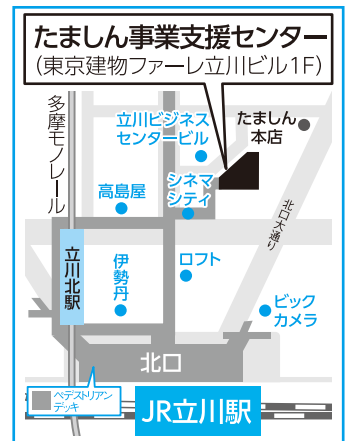 たましん事業支援センター
(東京建物ファーレ立川ビル1F)
多摩モノレール
立川ビジネス
センタービル
たましん
本店
高島屋
シネマ
シティ
北口大通り
立川北駅
伊勢丹
ロフト
ビック
カメラ
北口
ペデストリアン
デッキ
JR立川駅